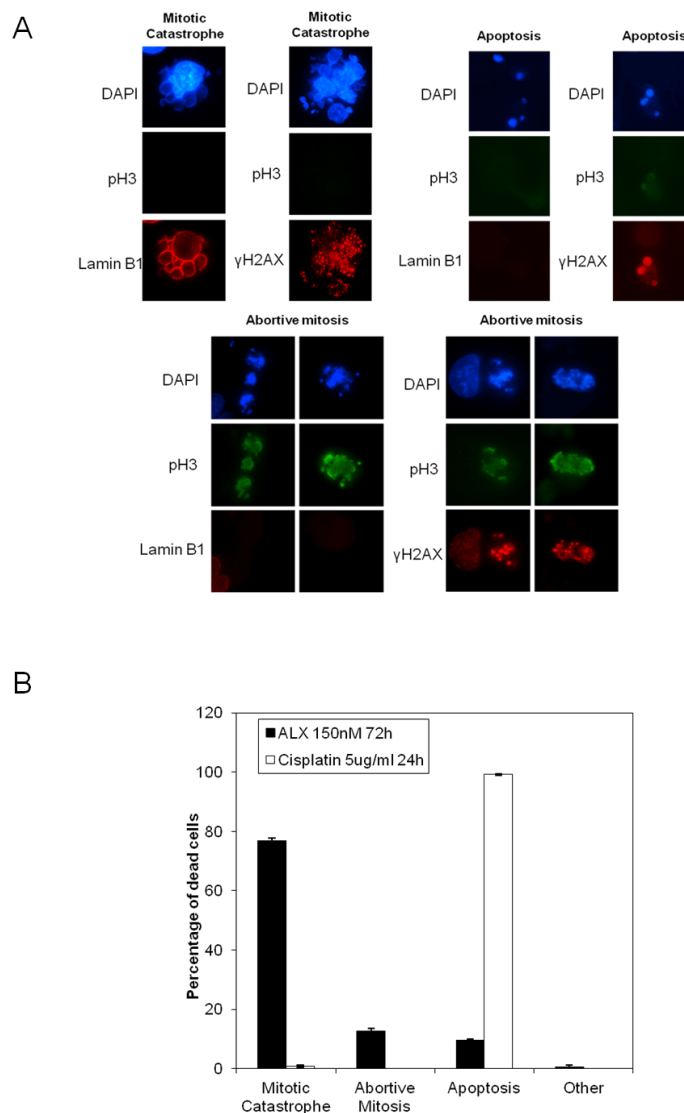 A
Mitotic
Catastrophe
Mitotic
Catastrophe
Apoptosis
Apoptosis
DAPI
DAPI
DAPI
DAPI
pH3
pH3
pH3
pH3
Lamin B1
γH2AX
Lamin B1
γH2AX
Abortive mitosis
Abortive mitosis
DAPI
DAPI
pH3
pH3
Lamin B1
γH2AX
B
120
100
80
60
40
20
0
Percentage of dead cells
ALX 150nM 72h
Cisplatin 5ug/ml 24h
Mitotic
Catastrophe
Abortive
Mitosis
Apoptosis
Other